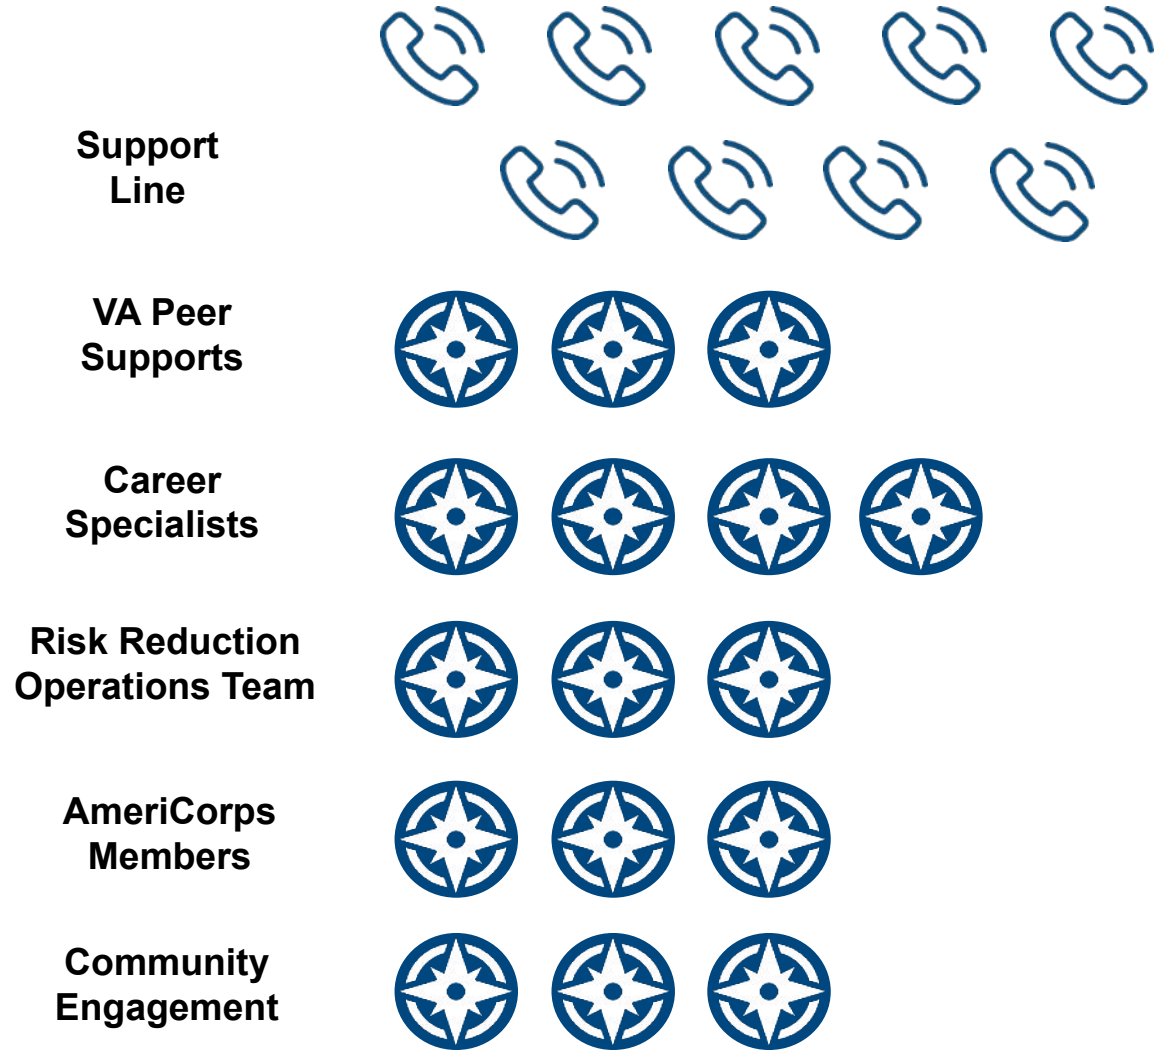 Support
Line
VA Peer
Supports
Career
Specialists
Risk Reduction
Operations Team
AmeriCorps
Members
Community
Engagement